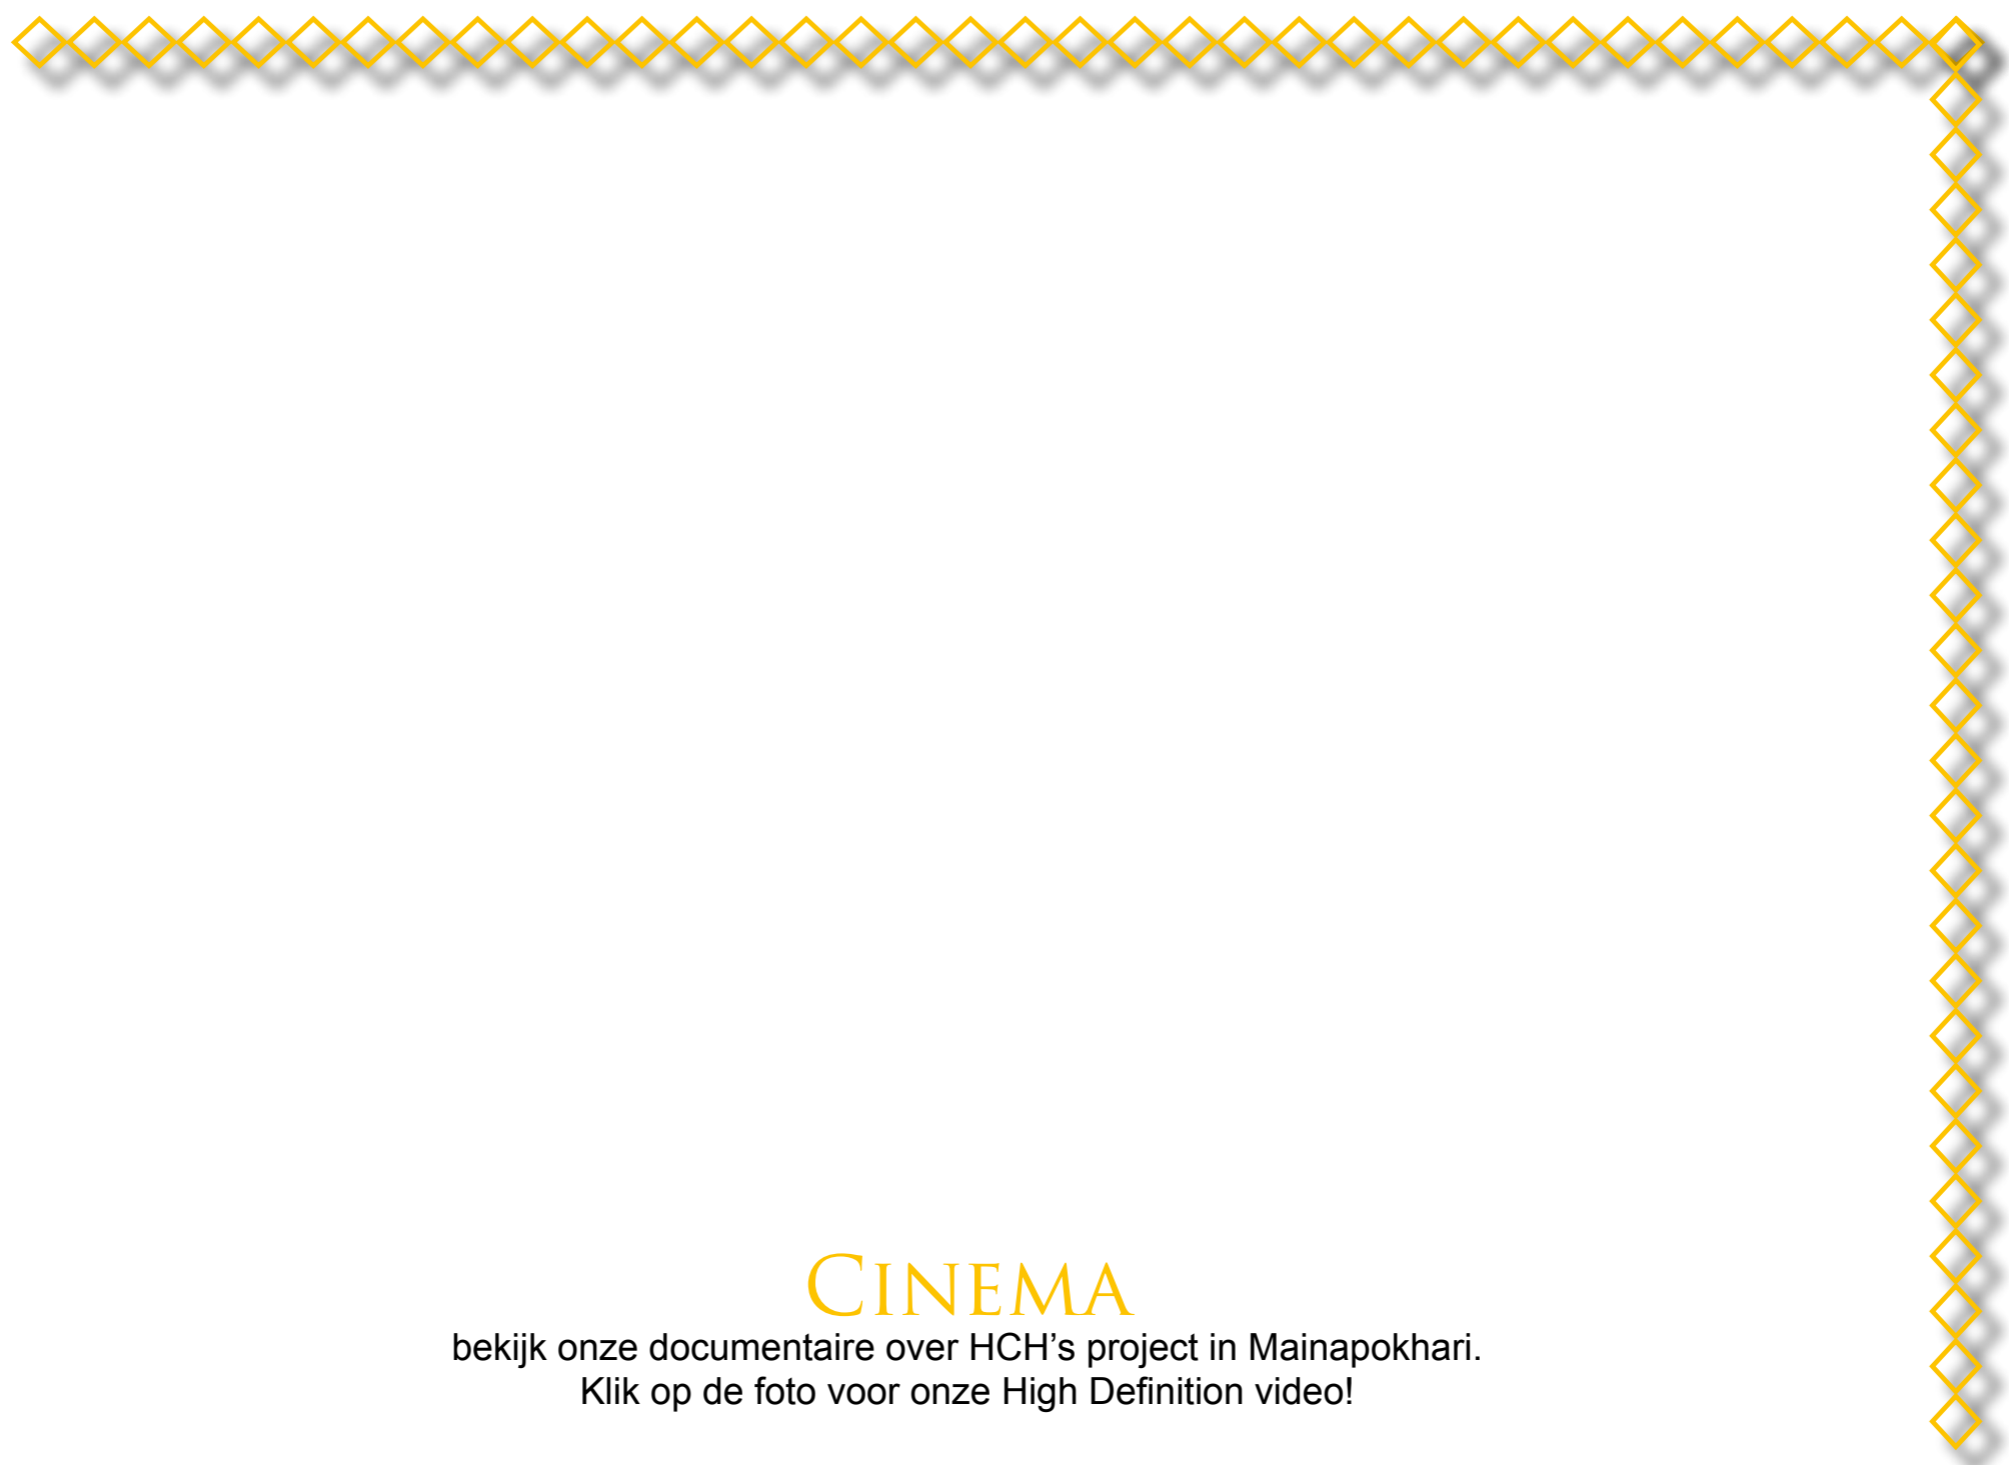 CINEMA
bekijk onze documentaire over HCH’s project in Mainapokhari.
Klik op de foto voor onze High Definition video!